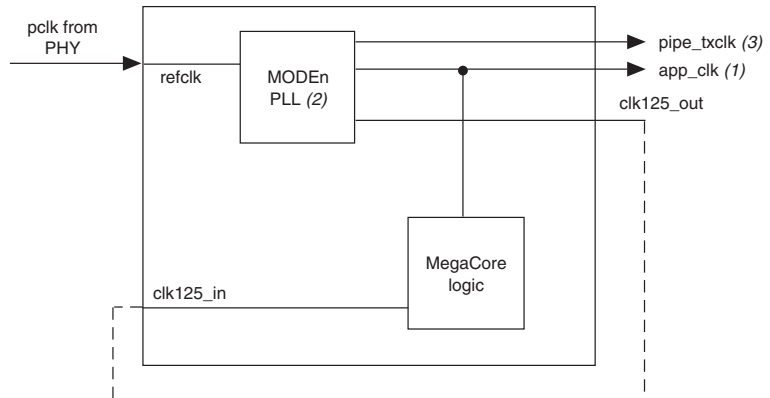 pclk from
PHY
refclk
MODEn
PLL (2)
pipe_txclk (3)
app_clk (1)
clk125_out
MegaCore
logic
clk125_in